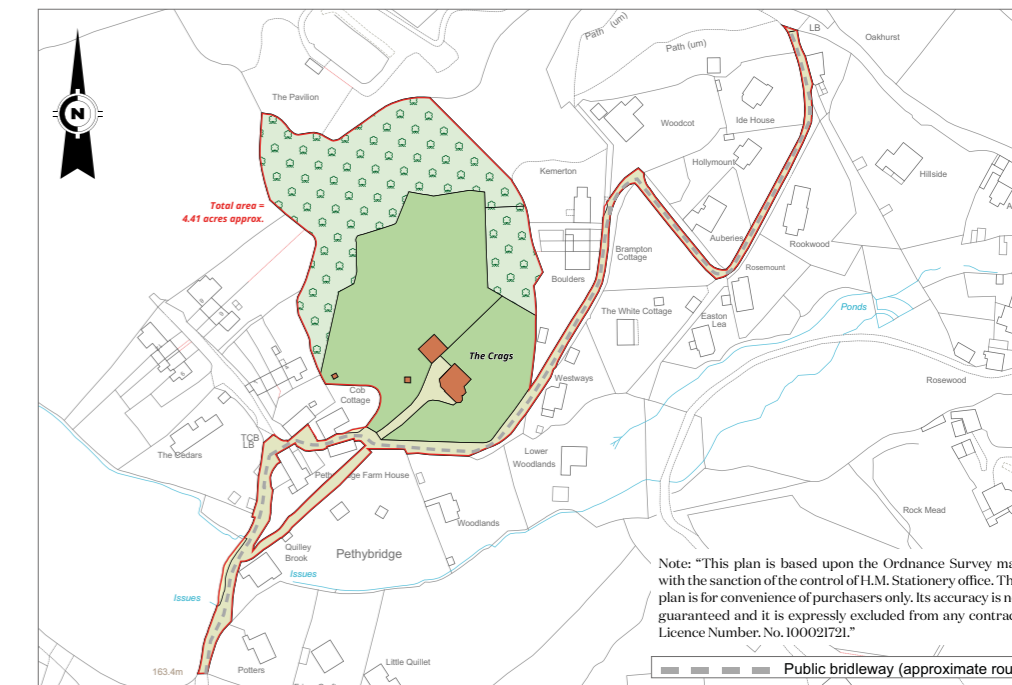 Path (um)
LB
Oakhurst
Path (um)
The Pavilion
Woodcot
Ide House
Hollymount
Kemerton
Hillside
Total area =
4.41 acres approx.
N
Auberies
Rookwood
Brampton
Cottage
Rosemount
Boulders
The White Cottage
Easton
Lea
Ponds
The Crags
Westways
Rosewood
Cob
Cottage
TCB
LB
The Cedars
Lower
Woodlands
Farm House
Rock Mead
Woodlands
Quilley
Brook
Pethybridge
Issues
Issues
163.4m
Potters
Little Quillet
Note: “This plan is based upon the Ordnance Survey ma
with the sanction of the control of H.M. Stationery office. Th
plan is for convenience of purchasers only. Its accuracy is n
guaranteed and it is expressly excluded from any contrac
Licence Number. No. 100021721.”
Public bridleway (approximate rou